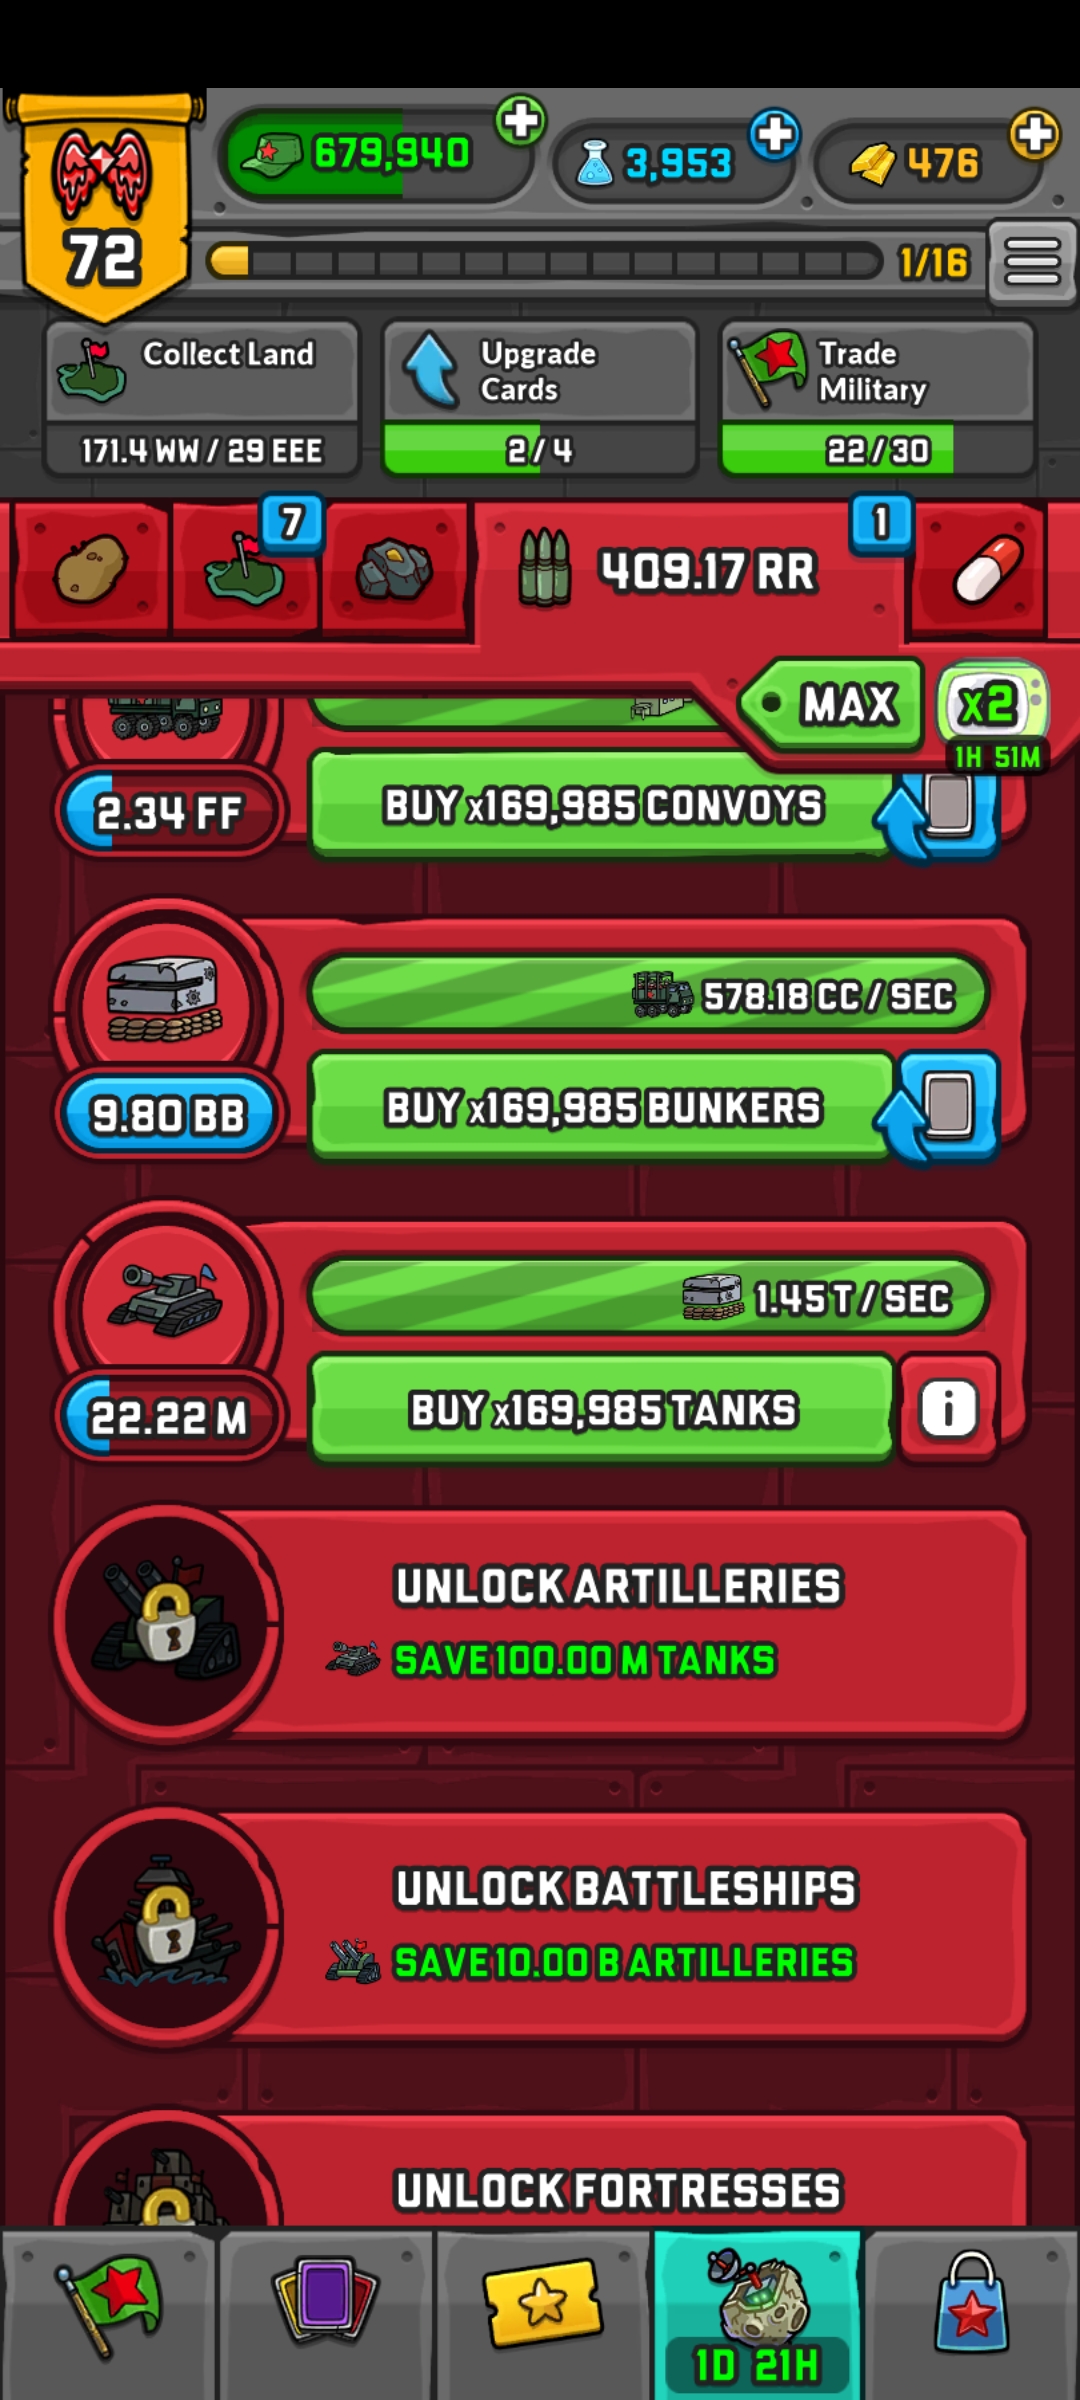 679,940
3,953
476
72
1/16
Collect Land
171.4 WW / 29 EEE
Upgrade
Cards
2/4
Trade
Military
22/30
7
409.17 RR
1
MAX
x2
1H 51M
2.34 FF
BUY x169,985 CONVOYS
578.18 CC / SEC
9.80 BB
BUY x169,985 BUNKERS
1.45 T / SEC
22.22 M
BUY x169,985 TANKS
i
UNLOCK ARTILLERIES
SAVE 100.00 M TANKS
UNLOCK BATTLESHIPS
SAVE 10.00 B ARTILLERIES
UNLOCK FORTRESSES
1D 21H